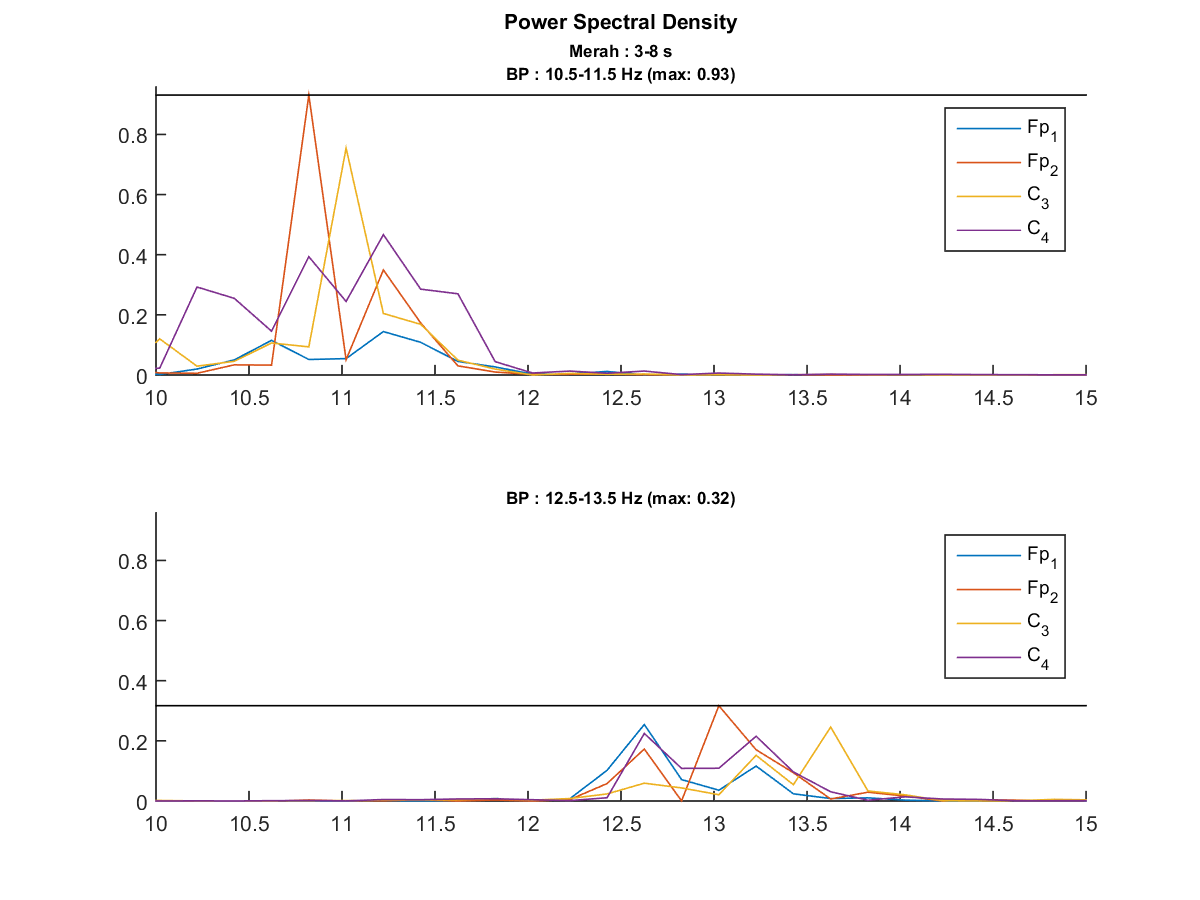 Power Spectral Density
Merah : 3-8 s
BP : 10.5-11.5 Hz (max: 0.93)
0.8
0.6
0.4
0.2
0
10 10.5 11 11.5 12 12.5 13 13.5 14 14.5 15
Fp1
Fp2
C3
C4
BP : 12.5-13.5 Hz (max: 0.32)
0.8
0.6
0.4
0.2
0
10 10.5 11 11.5 12 12.5 13 13.5 14 14.5 15
Fp1
Fp2
C3
C4